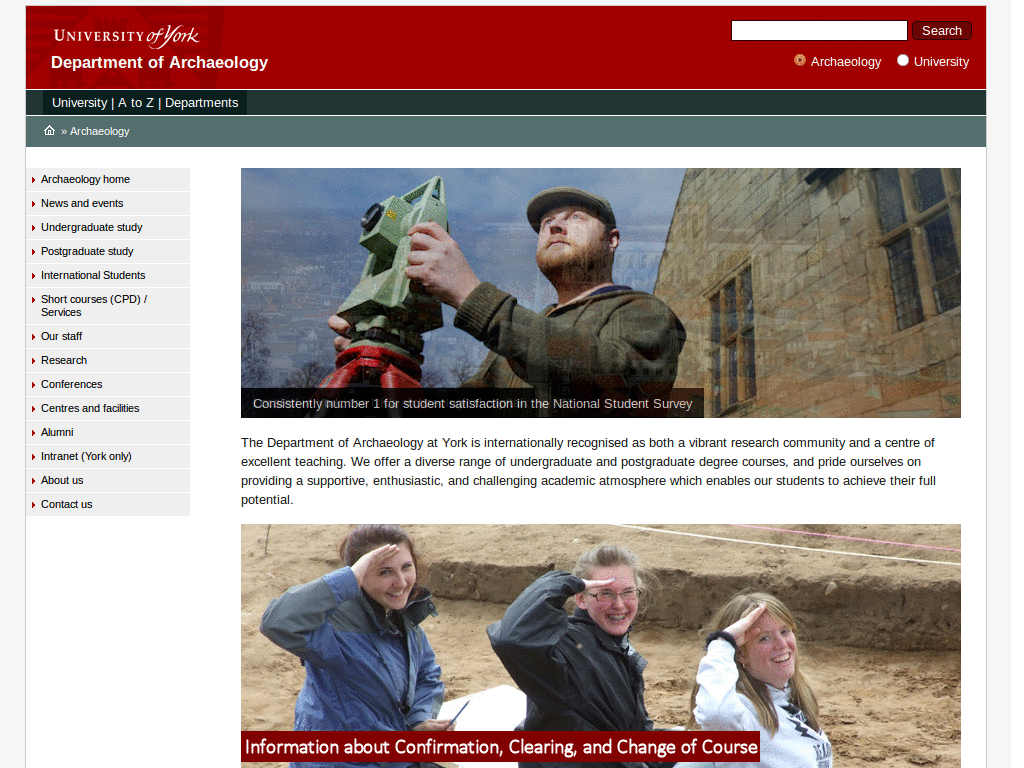 UNIVERSITY of York
Department of Archaeology
Search
Archaeology University
University | A to Z | Departments
» Archaeology
Archaeology home
News and events
Undergraduate study
Postgraduate study
International Students
Short courses (CPD) /
Services
Our staff
Research
Conferences
Centres and facilities
Alumni
Intranet (York only)
About us
Contact us
Consistently number 1 for student satisfaction in the National Student Survey
The Department of Archaeology at York is internationally recognised as both a vibrant research community and a centre of
excellent teaching. We offer a diverse range of undergraduate and postgraduate degree courses, and pride ourselves on
providing a supportive, enthusiastic, and challenging academic atmosphere which enables our students to achieve their full
potential.
Information about Confirmation, Clearing, and Change of Course